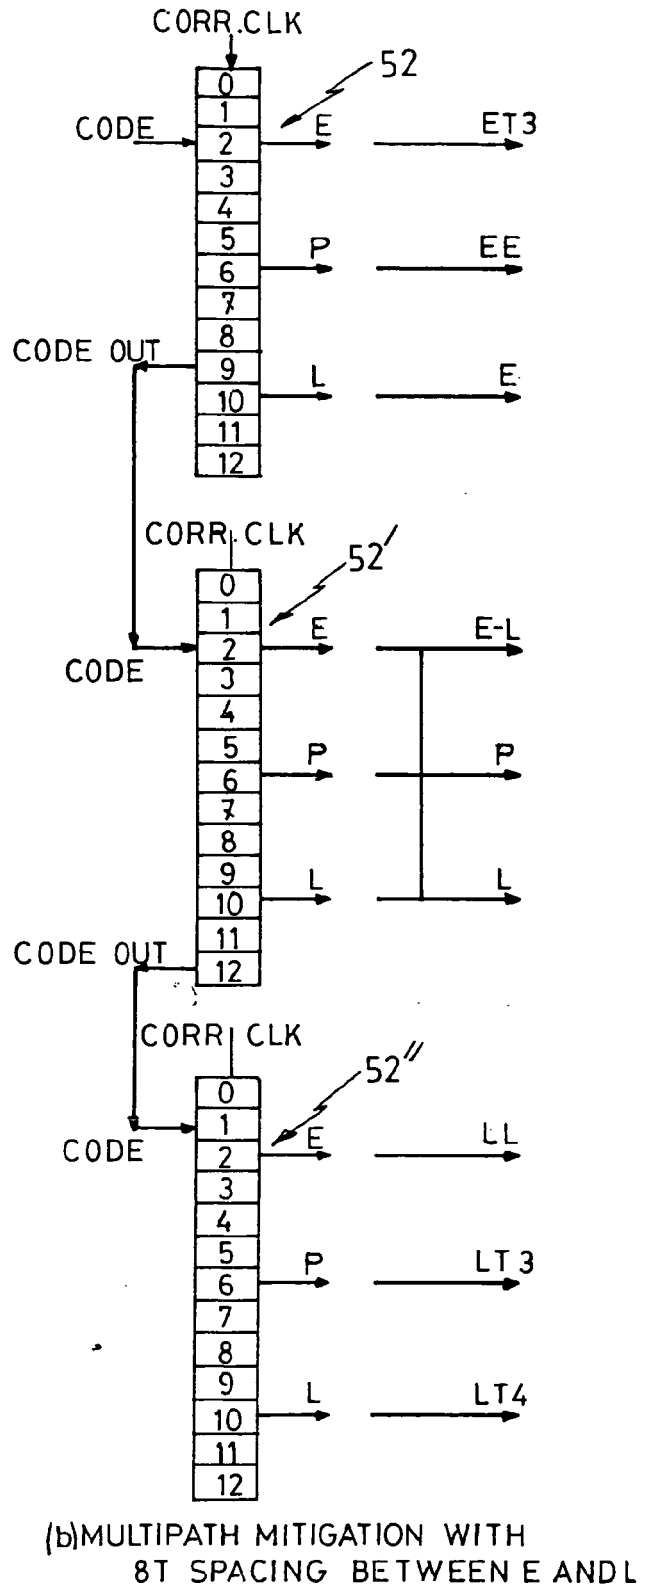 CORR.CLK
52
0
1
CODE 2 E ET3
3
4
5
6 P EE
7
8
CODE OUT 9
10 L E
11
12
CORR.CLK
52′
0
1
2 E E-L
CODE 3
4
5
6 P P
7
8
9
10 L L
11
CODE OUT 12
CORR CLK
52″
0
1
CODE 2 E LL
3
4
5
6 P LT3
7
8
9
10 L LT4
11
12
(b)MULTIPATH MITIGATION WITH
8T SPACING BETWEEN E AND L